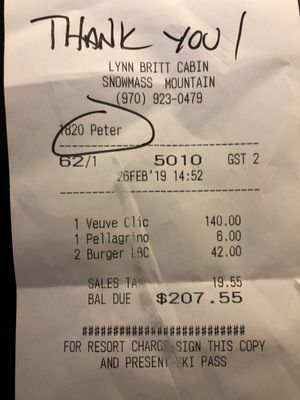 THANK YOU!
LYNN BRITT CABIN
SNOWMASS MOUNTAIN
(970) 923-0479
1820 Peter
62/1 5010 GST 2
26FEB'19 14:52
1 Veuve Clic 140.00
1 Pellagrino 6.00
2 Burger LBC 42.00
SALES TAX 19.55
BAL DUE $207.55
##########################
FOR RESORT CHARGE SIGN THIS COPY
AND PRESENT SKI PASS